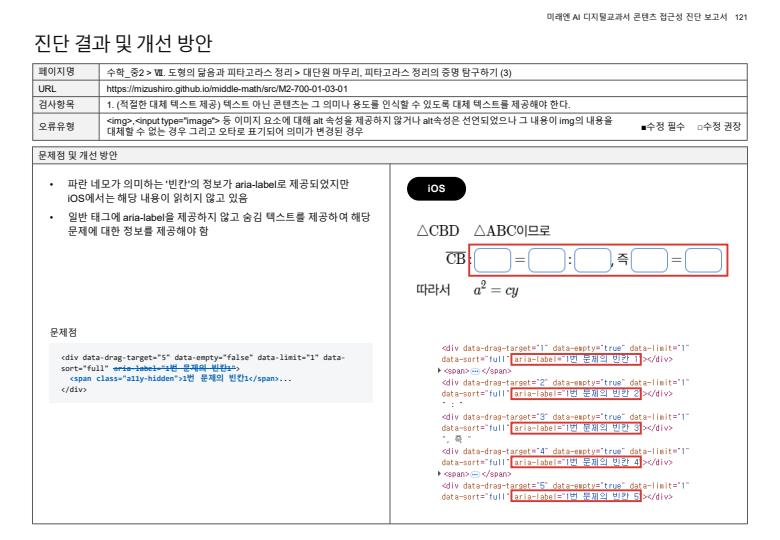 미래엔 AI 디지털교과서 콘텐츠 접근성 진단 보고서 121
진단 결과 및 개선 방안
페이지명 수학_중2 > Ⅶ. 도형의 닮음과 피타고라스 정리 > 대단원 마무리, 피타고라스 정리의 증명 탐구하기 (3)
URL https://mizushiro.github.io/middle-math/src/M2-700-01-03-01
검사항목 1. (적절한 대체 텍스트 제공) 텍스트 아닌 콘텐츠는 그 의미나 용도를 인식할 수 있도록 대체 텍스트를 제공해야 한다.
오류유형 <img>,<input type="image"> 등 이미지 요소에 대해 alt 속성을 제공하지 않거나 alt속성은 선언되었으나 그 내용이 img의 내용을
대체할 수 없는 경우 그리고 오타로 표기되어 의미가 변경된 경우
■수정 필수 □수정 권장
문제점 및 개선 방안
• 파란 네모가 의미하는 '빈칸'의 정보가 aria-label로 제공되었지만
iOS에서는 해당 내용이 읽히지 않고 있음
• 일반 태그에 aria-label을 제공하지 않고 숨김 텍스트를 제공하여 해당
문제에 대한 정보를 제공해야 함
문제점
<div data-drag-target="5" data-empty="false" data-limit="1" data-
sort="full" aria-label="1번 문제의 빈칸1">
<span class="a11y-hidden">1번 문제의 빈칸1</span>...
</div>
iOS
△CBD △ABC이므로
CB : = : , 즉 =
따라서 a² = cy
<div data-drag-target="1" data-empty="true" data-limit="1"
data-sort="full" aria-label="1번 문제의 빈칸 1"></div>
▶<span>⋯</span>
<div data-drag-target="2" data-empty="true" data-limit="1"
data-sort="full" aria-label="1번 문제의 빈칸 2"></div>
" : "
<div data-drag-target="3" data-empty="true" data-limit="1"
data-sort="full" aria-label="1번 문제의 빈칸 3"></div>
", 즉 "
<div data-drag-target="4" data-empty="true" data-limit="1"
data-sort="full" aria-label="1번 문제의 빈칸 4"></div>
▶<span>⋯</span>
<div data-drag-target="5" data-empty="true" data-limit="1"
data-sort="full" aria-label="1번 문제의 빈칸 5"></div>